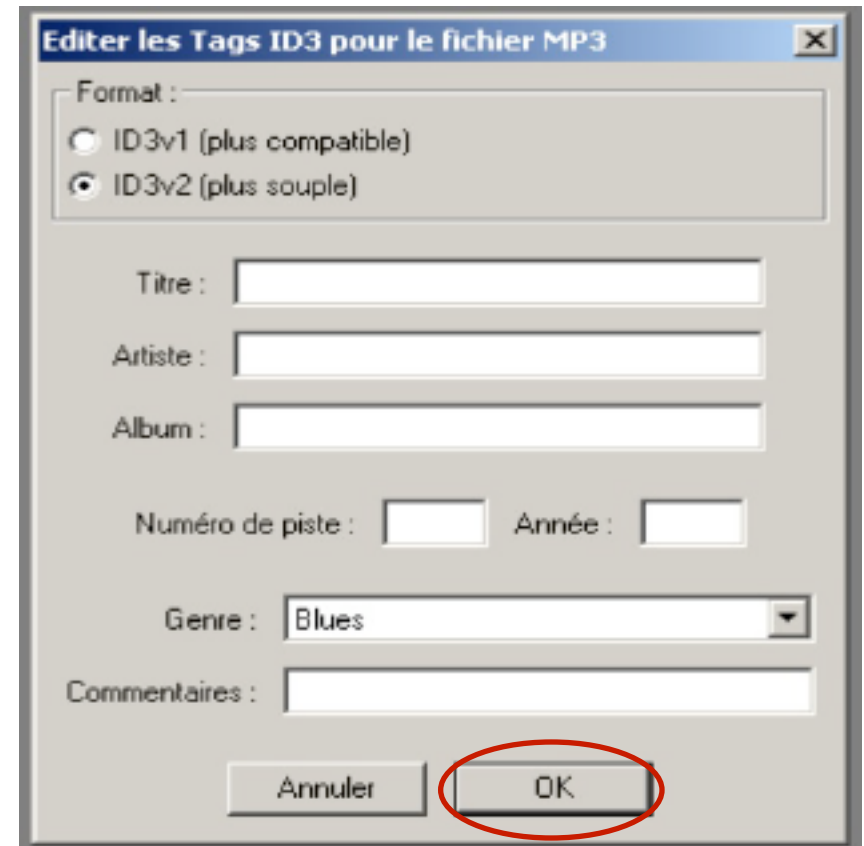 Editer les Tags ID3 pour le fichier MP3
Format :
ID3v1 (plus compatible)
ID3v2 (plus souple)
Titre :
Artiste :
Album :
Numéro de piste : Année :
Genre : Blues
Commentaires :
Annuler OK